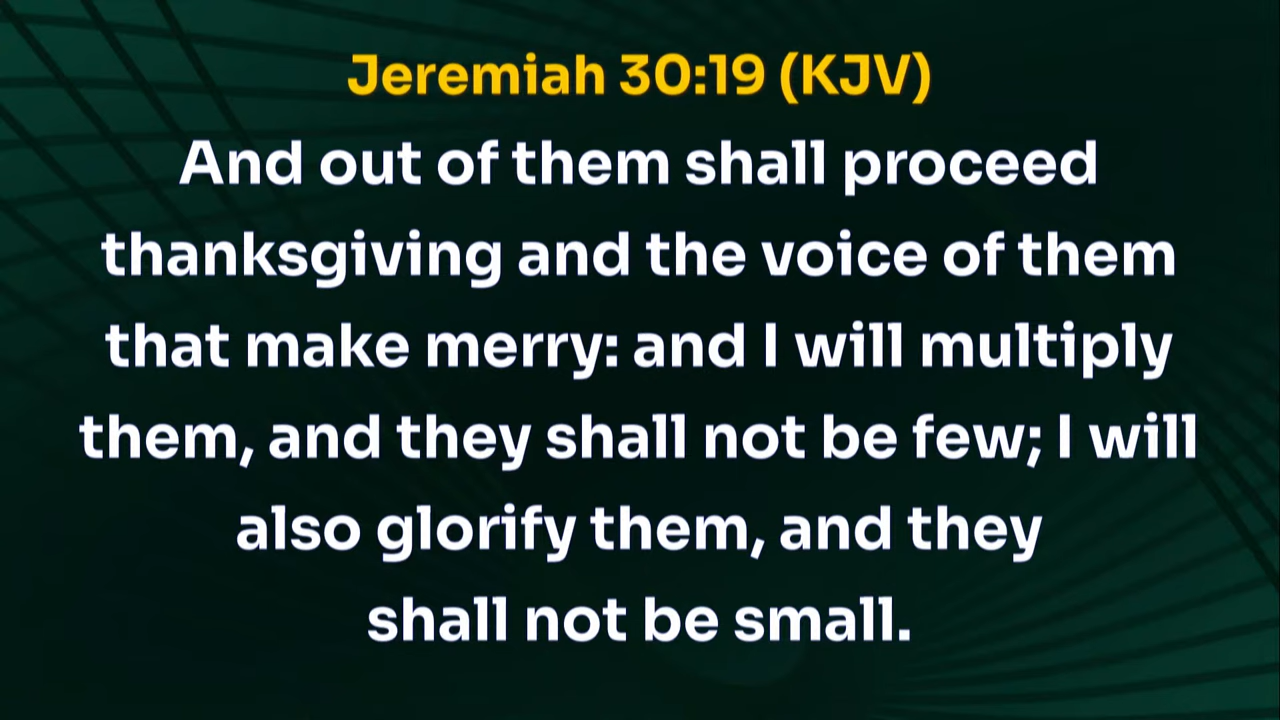 Jeremiah 30:19 (KJV)
And out of them shall proceed
thanksgiving and the voice of them
that make merry: and I will multiply
them, and they shall not be few; I will
also glorify them, and they
shall not be small.